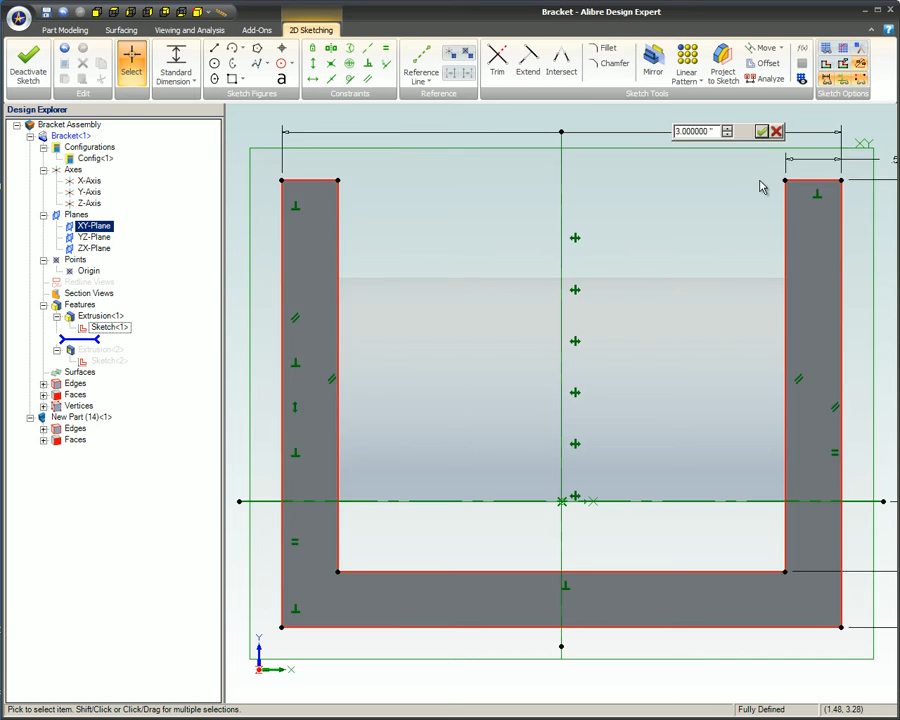 Bracket - Alibre Design Expert
Part Modeling
Surfacing
Viewing and Analysis
Add-Ons
2D Sketching
Deactivate Sketch
Edit
Select
Standard Dimension
Sketch Figures
Constraints
Reference Line
Reference
Trim
Extend
Intersect
Fillet
Chamfer
Mirror
Linear Pattern
Project to Sketch
Move
Offset
Analyze
Sketch Tools
Sketch Options
Design Explorer
Bracket Assembly
Bracket<1>
Configurations
Config<1>
Axes
X-Axis
Y-Axis
Z-Axis
Planes
XY-Plane
YZ-Plane
ZX-Plane
Points
Origin
Redline Views
Section Views
Features
Extrusion<1>
Sketch<1>
Extrusion<2>
Sketch<2>
Surfaces
Edges
Faces
Vertices
New Part (14)<1>
Edges
Faces
3.000000 "
XY
X
Y
X
Pick to select item. Shift/Click or Click/Drag for multiple selections.
Fully Defined
(1.48, 3.28)